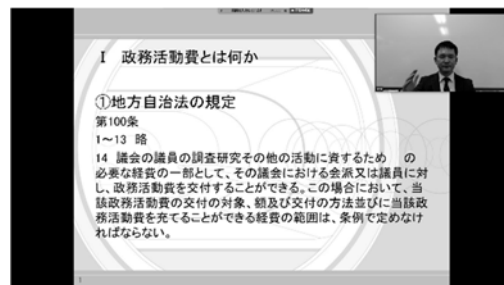 Ⅰ　政務活動費とは何か
①地方自治法の規定
第100条
1～13　略
14　議会の議員の調査研究その他の活動に資するため　の
必要な経費の一部として、その議会における会派又は議員に対
し、政務活動費を交付することができる。この場合において、当
該政務活動費の交付の対象、額及び交付の方法並びに当該政
務活動費を充てることができる経費の範囲は、条例で定めなけ
ればならない。
1